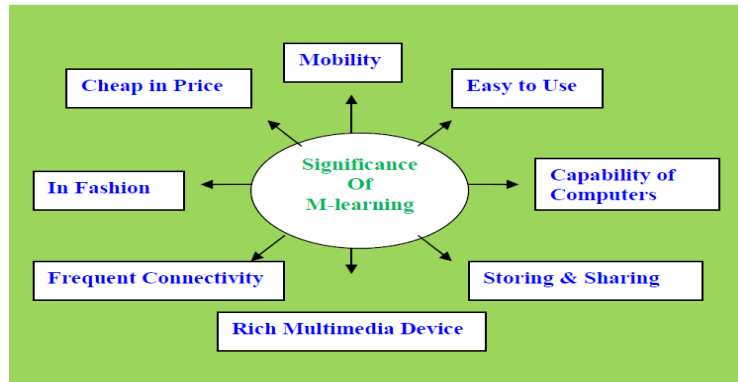 Mobility
Cheap in Price
Easy to Use
Significance
Of
M-learning
In Fashion
Capability of
Computers
Frequent Connectivity
Storing & Sharing
Rich Multimedia Device